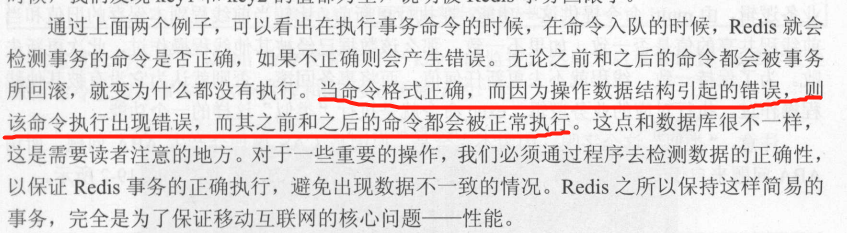 通过上面两个例子，可以看出在执行事务命令的时候，在命令入队的时候，Redis 就会
检测事务的命令是否正确，如果不正确则会产生错误。无论之前和之后的命令都会被事务
所回滚，就变为什么都没有执行。当命令格式正确，而因为操作数据结构引起的错误，则
该命令执行出现错误，而其之前和之后的命令都会被正常执行。这点和数据库很不一样，
这是需要读者注意的地方。对于一些重要的操作，我们必须通过程序去检测数据的正确性，
以保证 Redis 事务的正确执行，避免出现数据不一致的情况。Redis 之所以保持这样简易的
事务，完全是为了保证移动互联网的核心问题——性能。